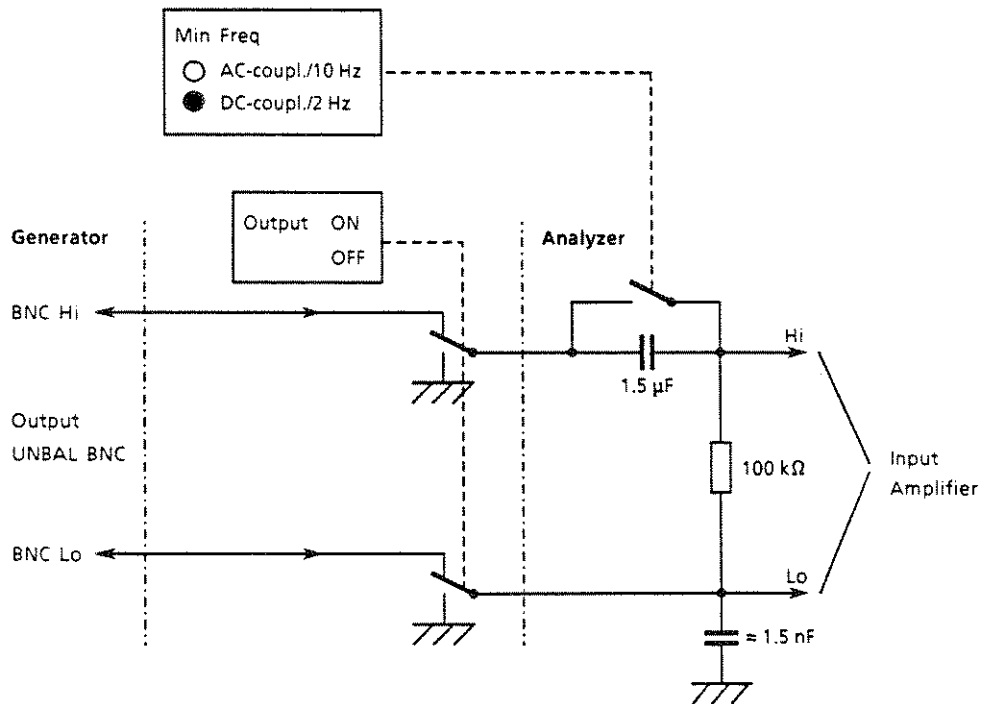 Min Freq
AC-coupl./10 Hz
DC-coupl./2 Hz
Output ON
OFF
Generator
Analyzer
BNC Hi
Hi
1.5 µF
Output
UNBAL BNC
100 kΩ
Input
Amplifier
BNC Lo
Lo
≈ 1.5 nF